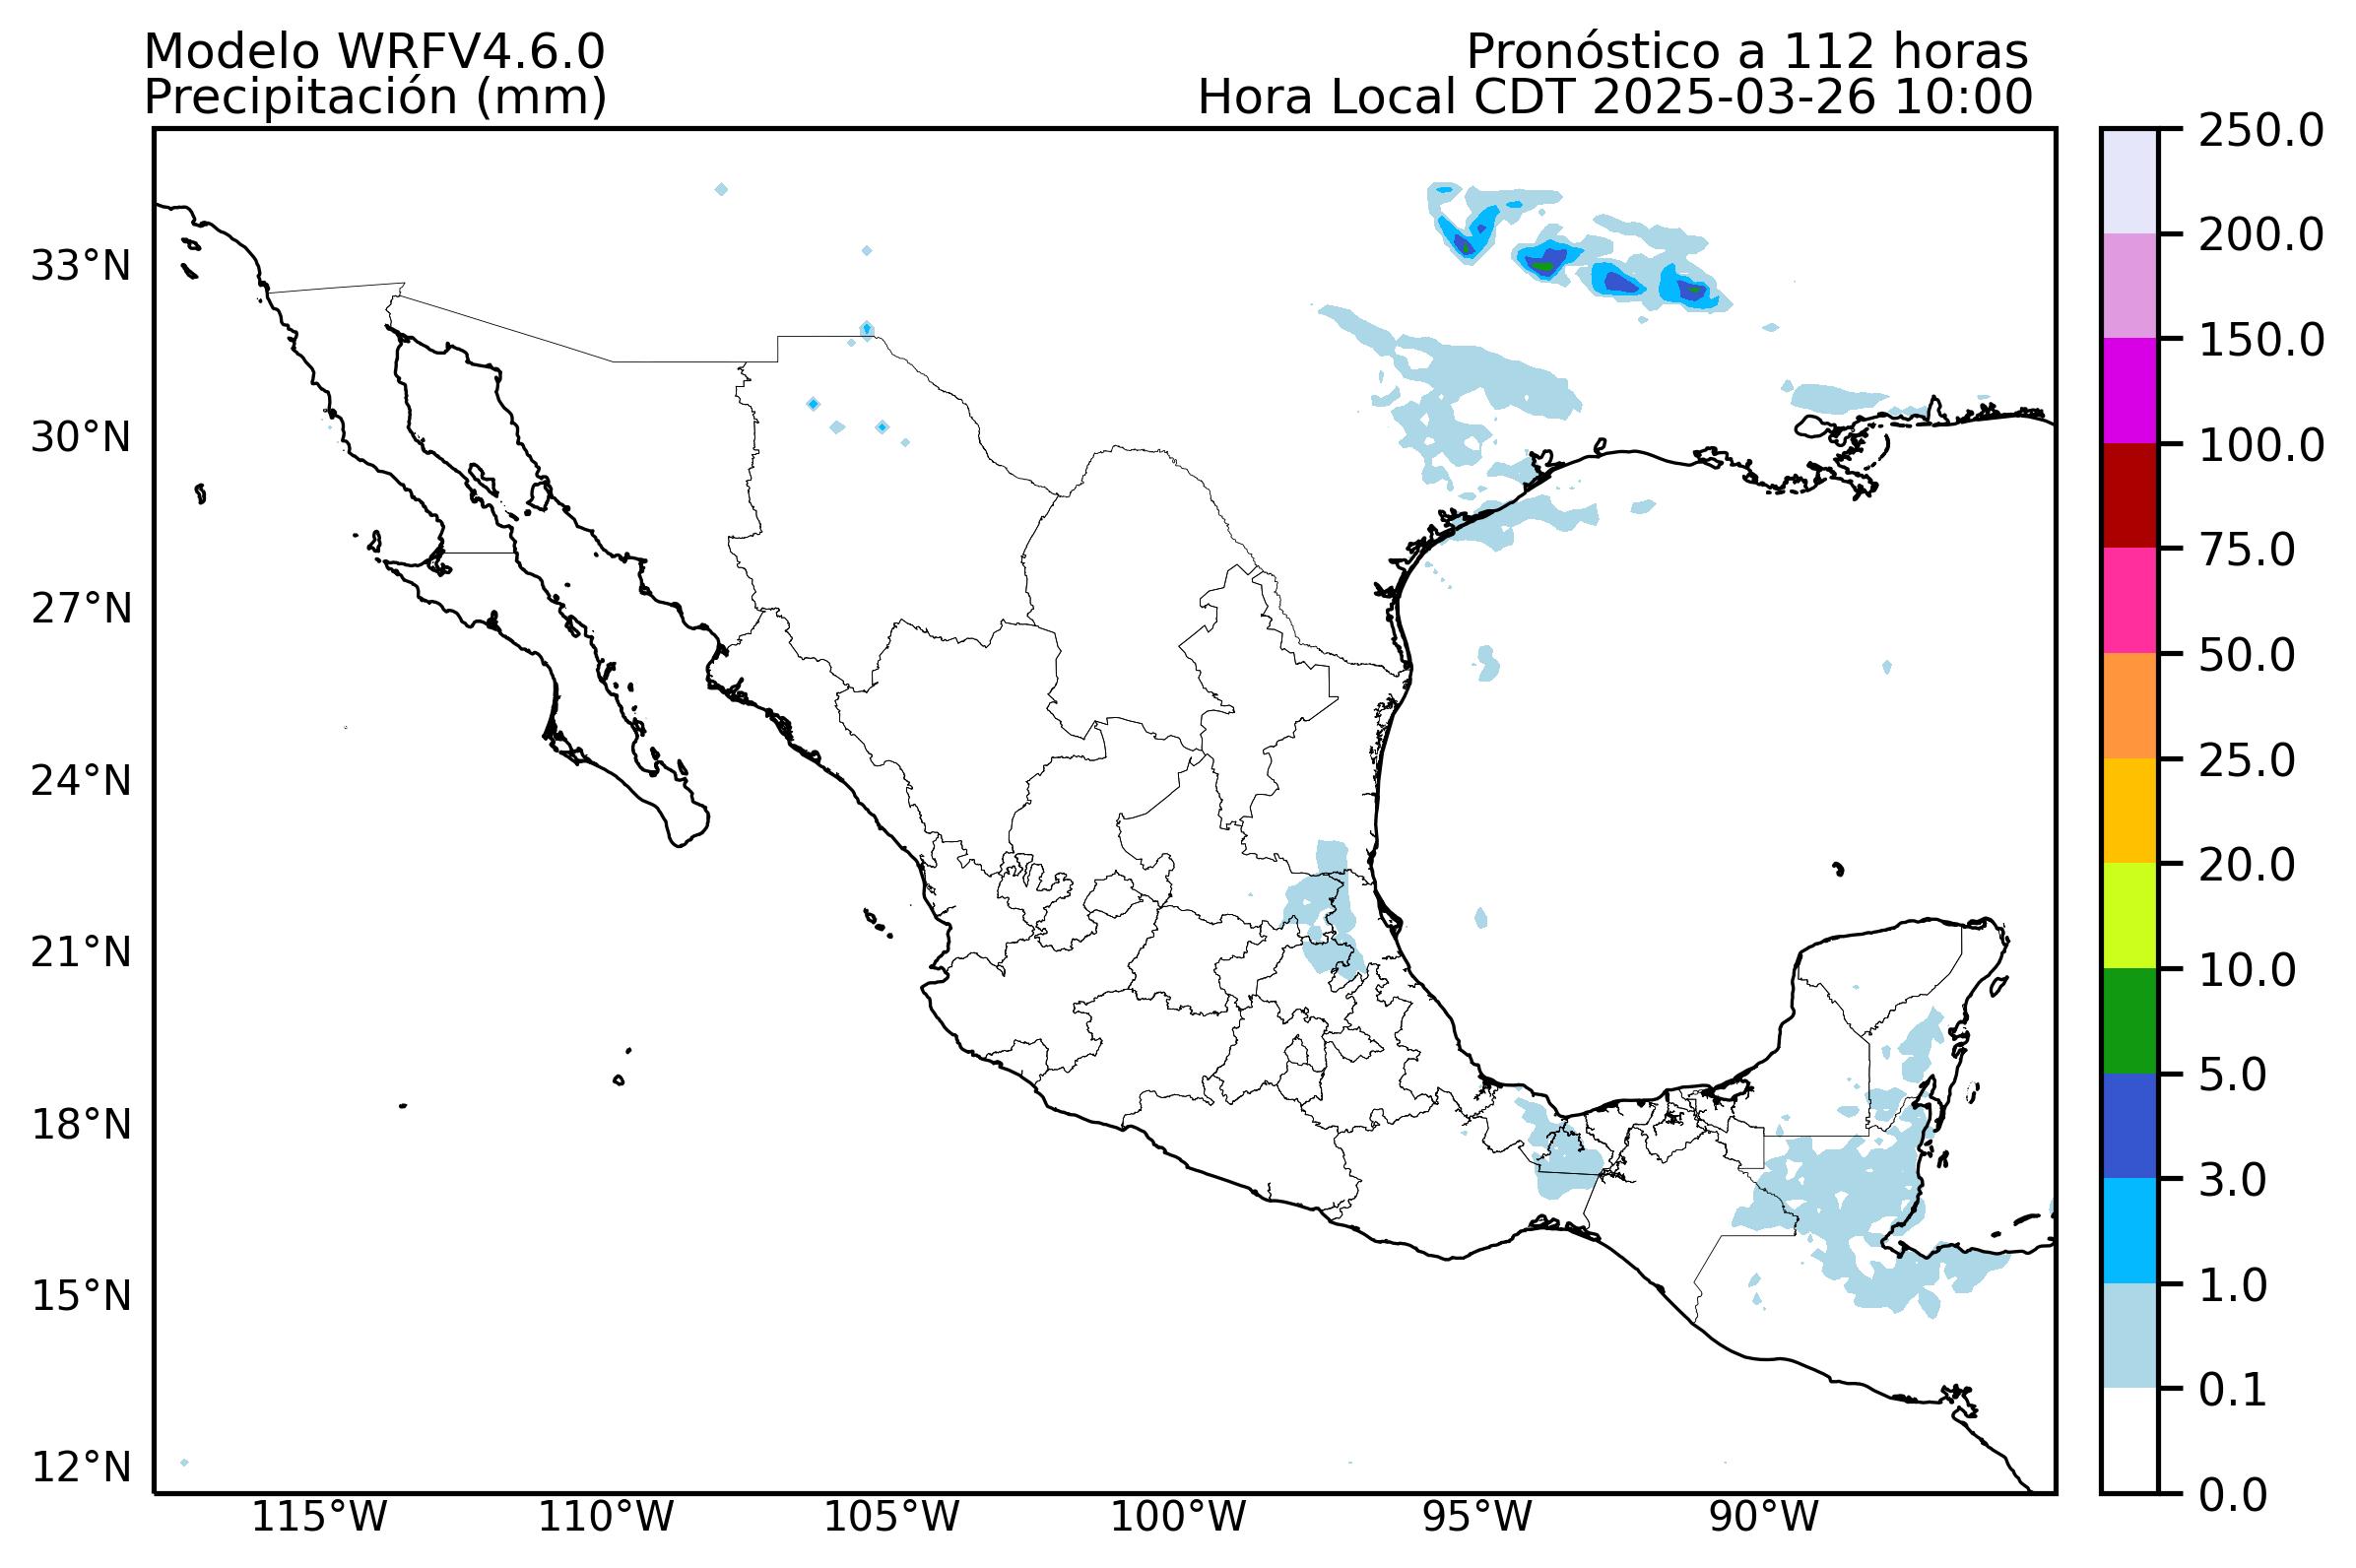 Modelo WRFV4.6.0
Precipitación (mm)
Pronóstico a 112 horas
Hora Local CDT 2025-03-26 10:00
33°N
30°N
27°N
24°N
21°N
18°N
15°N
12°N
115°W
110°W
105°W
100°W
95°W
90°W
250.0
200.0
150.0
100.0
75.0
50.0
25.0
20.0
10.0
5.0
3.0
1.0
0.1
0.0